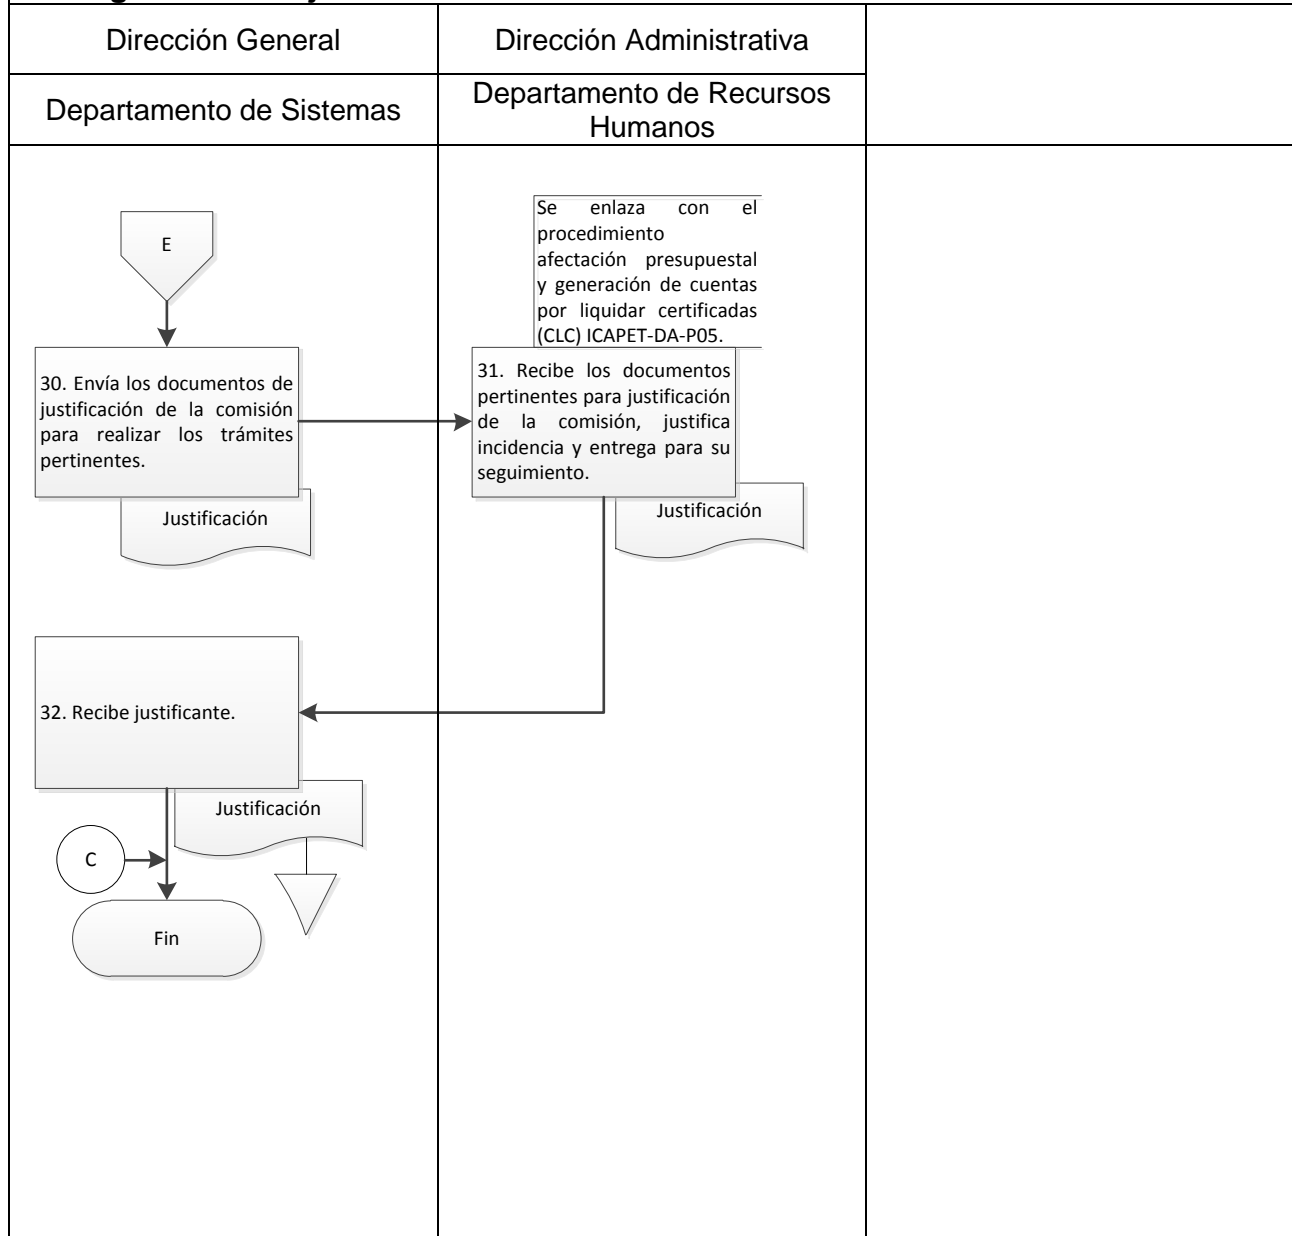 Dirección General
Dirección Administrativa
Departamento de Sistemas
Departamento de Recursos
Humanos
E
Se enlaza con el
procedimiento
afectación presupuestal
y generación de cuentas
por liquidar certificadas
(CLC) ICAPET-DA-P05.
30. Envía los documentos de
justificación de la comisión
para realizar los trámites
pertinentes.
Justificación
31. Recibe los documentos
pertinentes para justificación
de la comisión, justifica
incidencia y entrega para su
seguimiento.
Justificación
32. Recibe justificante.
Justificación
C
Fin